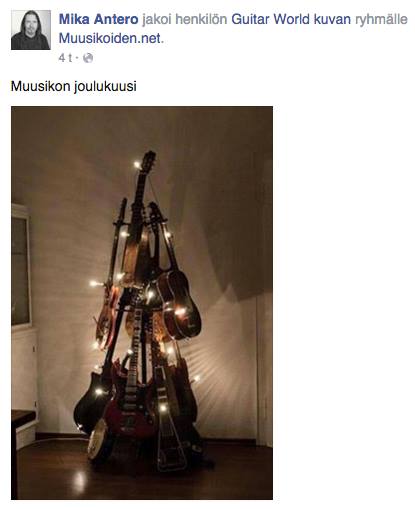 Mika Antero jakoi henkilön Guitar World kuvan ryhmälle
Muusikoiden.net.
4 t ·
Muusikon joulukuusi